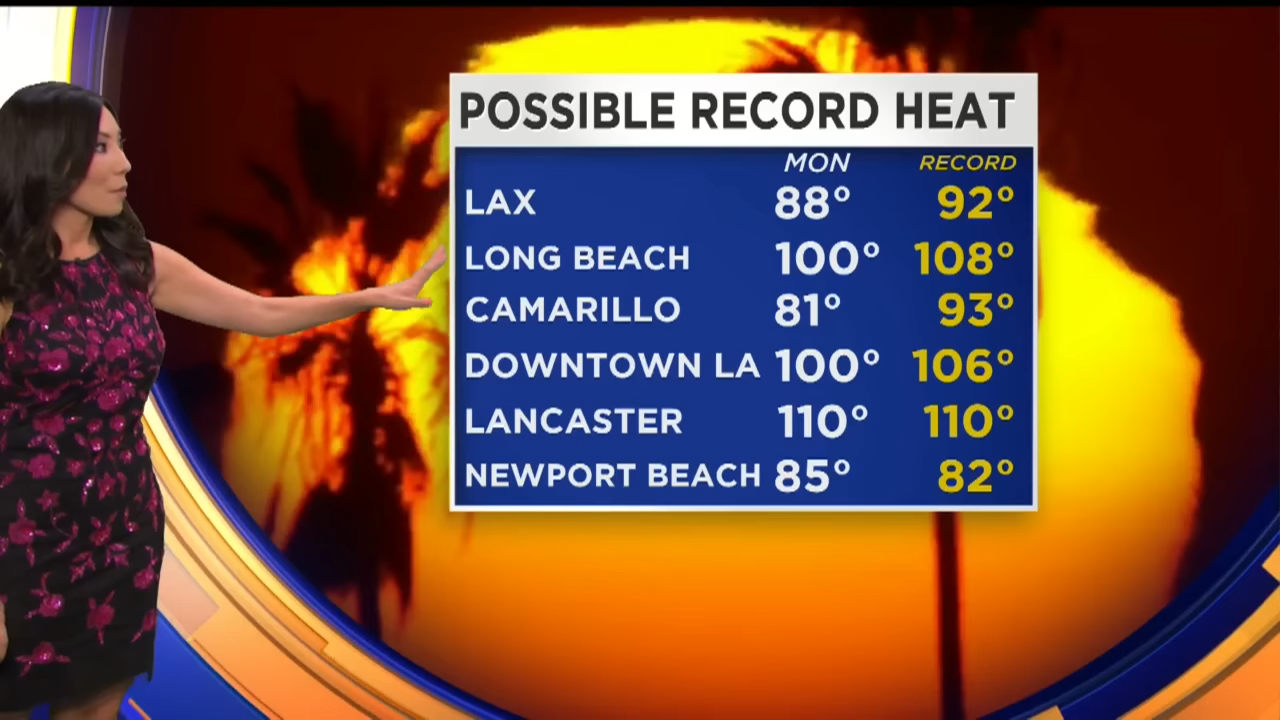 POSSIBLE RECORD HEAT
MON RECORD
LAX 88° 92°
LONG BEACH 100° 108°
CAMARILLO 81° 93°
DOWNTOWN LA 100° 106°
LANCASTER 110° 110°
NEWPORT BEACH 85° 82°